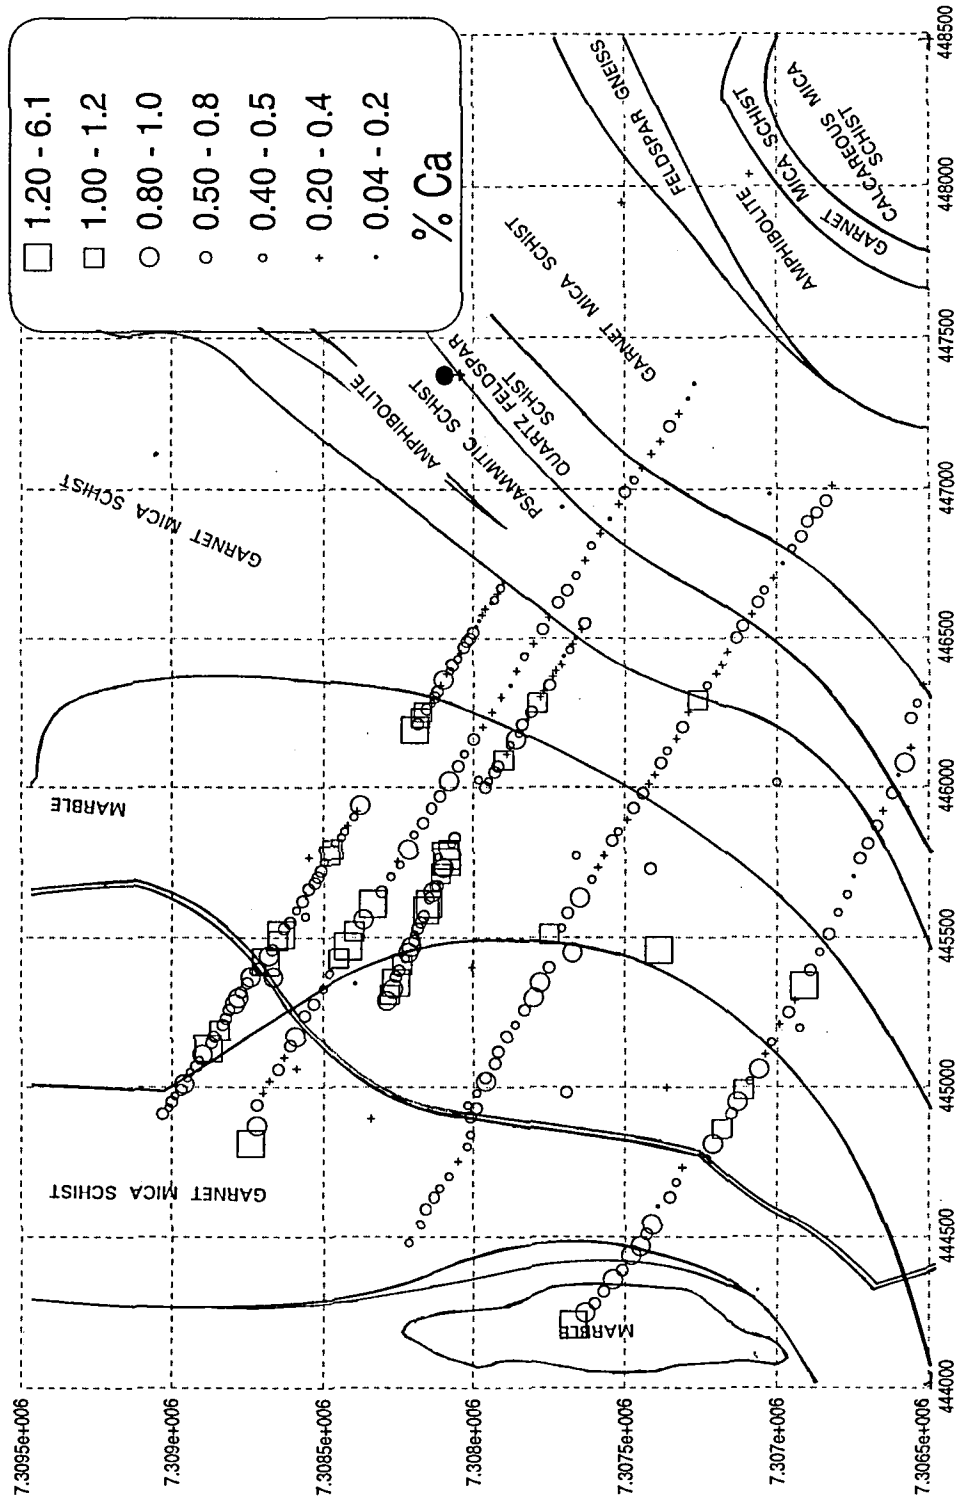 1.20 - 6.1
1.00 - 1.2
0.80 - 1.0
0.50 - 0.8
0.40 - 0.5
0.20 - 0.4
0.04 - 0.2
% Ca
7.3095e+006
7.309e+006
7.3085e+006
7.308e+006
7.3075e+006
7.307e+006
7.3065e+006
444000
444500
445000
445500
446000
446500
447000
447500
448000
448500
GARNET MICA SCHIST
MARBLE
GARNET MICA SCHIST
MARBLE
AMPHIBOLITE
PSAMMITIC SCHIST
QUARTZ FELDSPAR
SCHIST
GARNET MICA SCHIST
FELDSPAR GNEISS
AMPHIBOLITE
GARNET MICA SCHIST
CALCAREOUS MICA
SCHIST